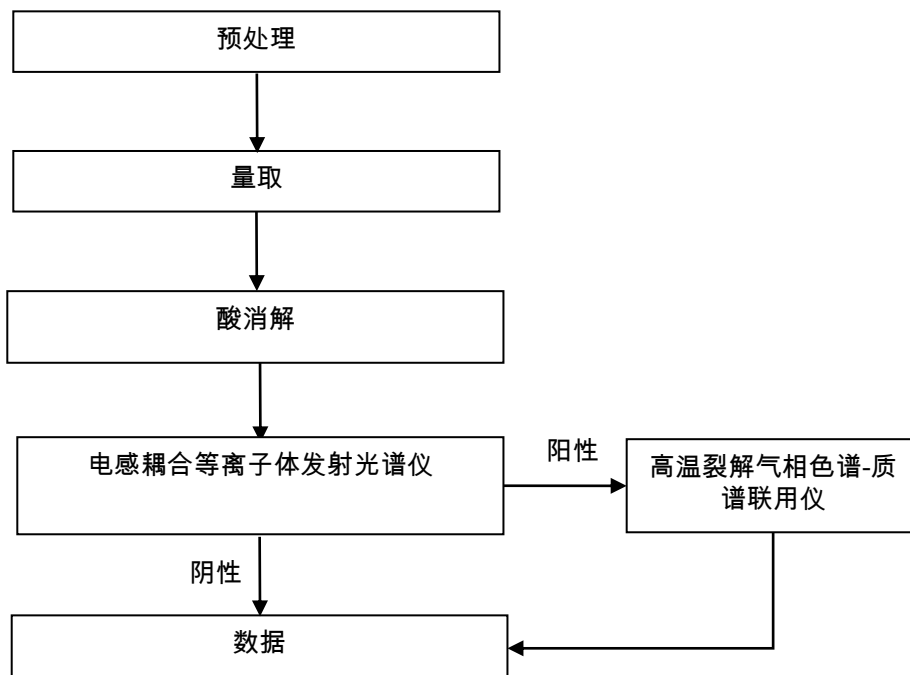 预处理
量取
酸消解
电感耦合等离子体发射光谱仪
阳性
高温裂解气相色谱-质
谱联用仪
阴性
数据